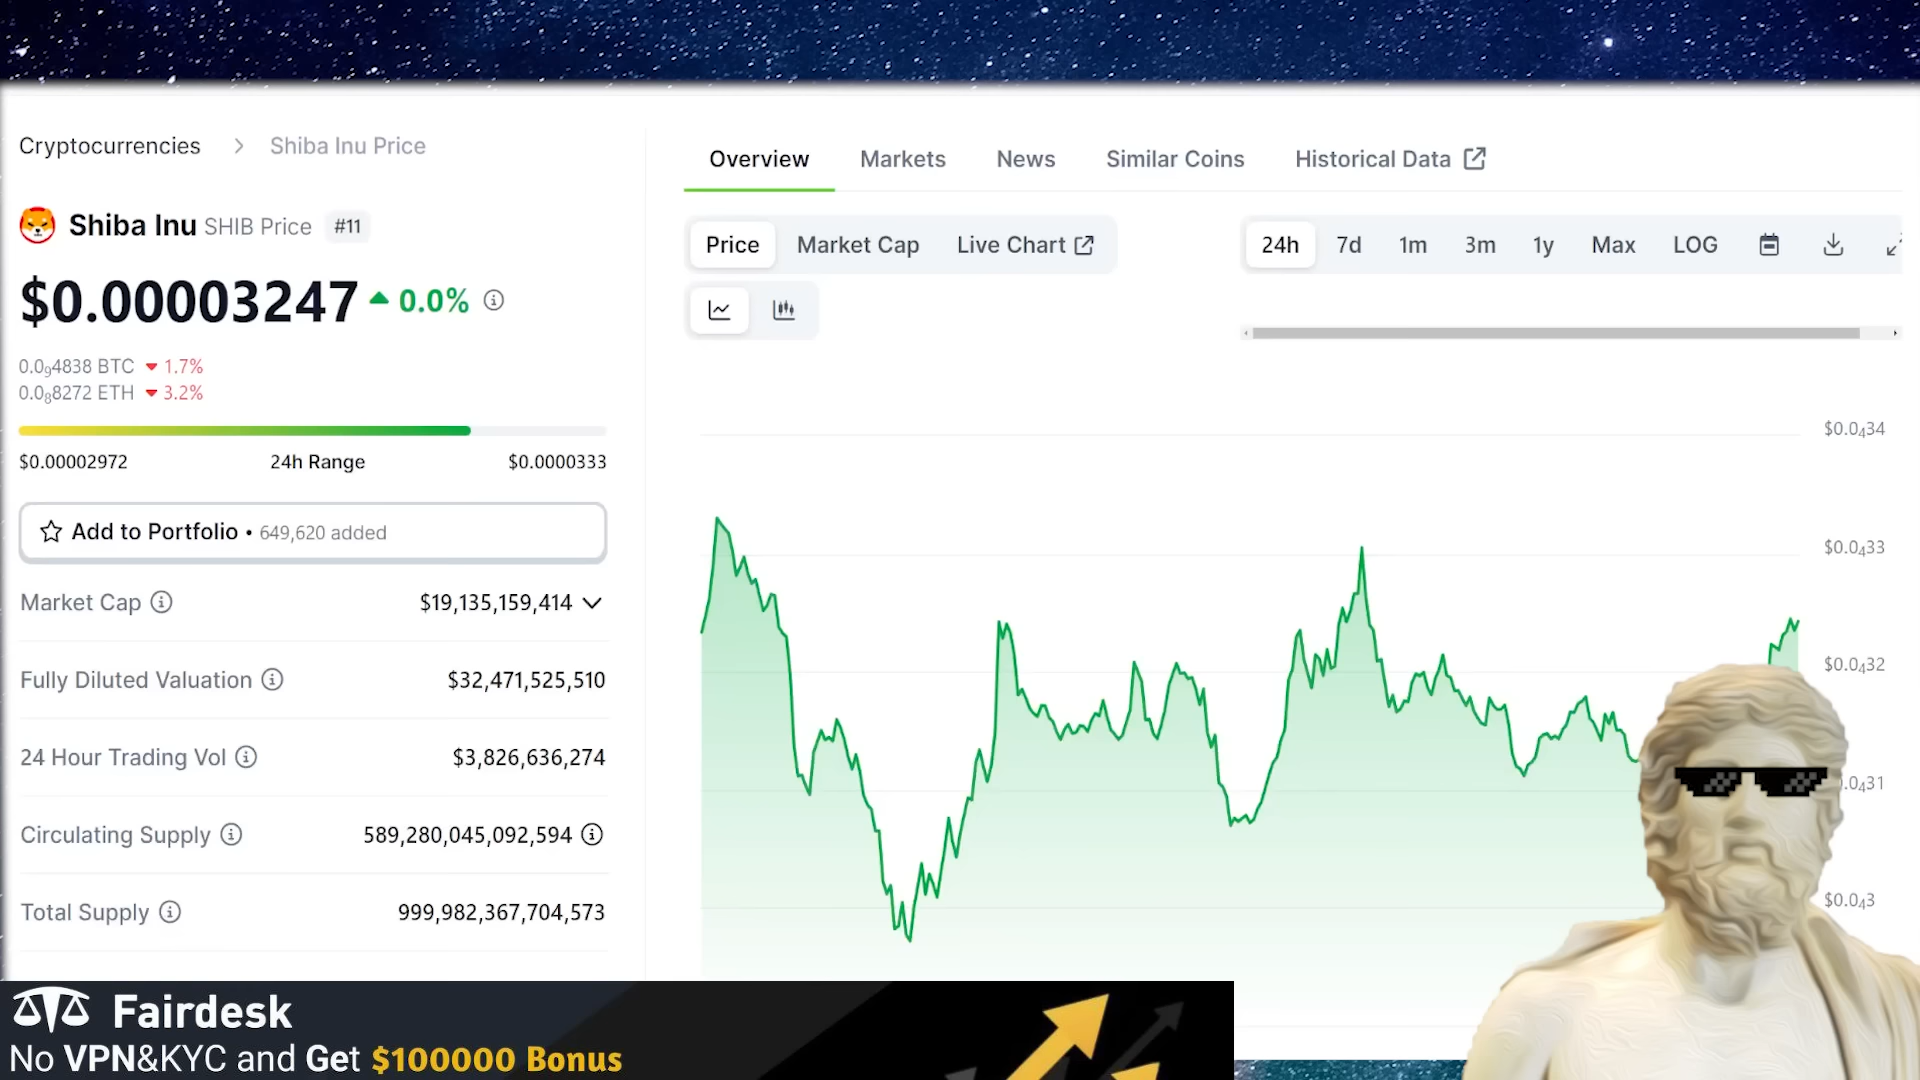 Cryptocurrencies > Shiba Inu Price
Shiba Inu SHIB Price #11
$0.00003247 0.0%
0.0₉4838 BTC 1.7%
0.0₈8272 ETH 3.2%
$0.00002972 24h Range $0.0000333
Add to Portfolio • 649,620 added
Market Cap $19,135,159,414
Fully Diluted Valuation $32,471,525,510
24 Hour Trading Vol $3,826,636,274
Circulating Supply 589,280,045,092,594
Total Supply 999,982,367,704,573
Overview Markets News Similar Coins Historical Data
Price Market Cap Live Chart
24h 7d 1m 3m 1y Max LOG
$0.0₄34
$0.0₄33
$0.0₄32
.0₄31
$0.0₄3
Fairdesk
No VPN&KYC and Get $100000 Bonus